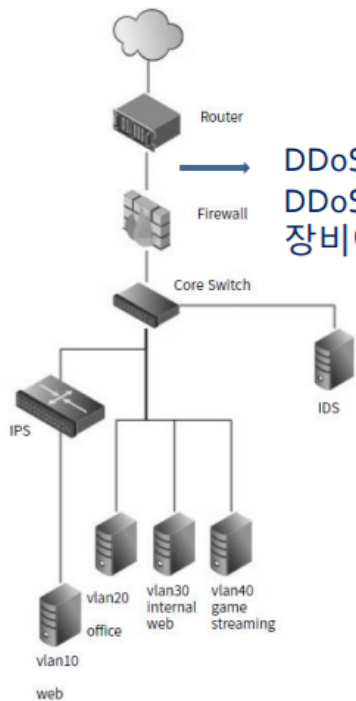 Router
DDoS
Firewall
DDoS
Core Switch
IPS
IDS
vlan20
office
vlan30
internal
web
vlan40
game
streaming
vlan10
web